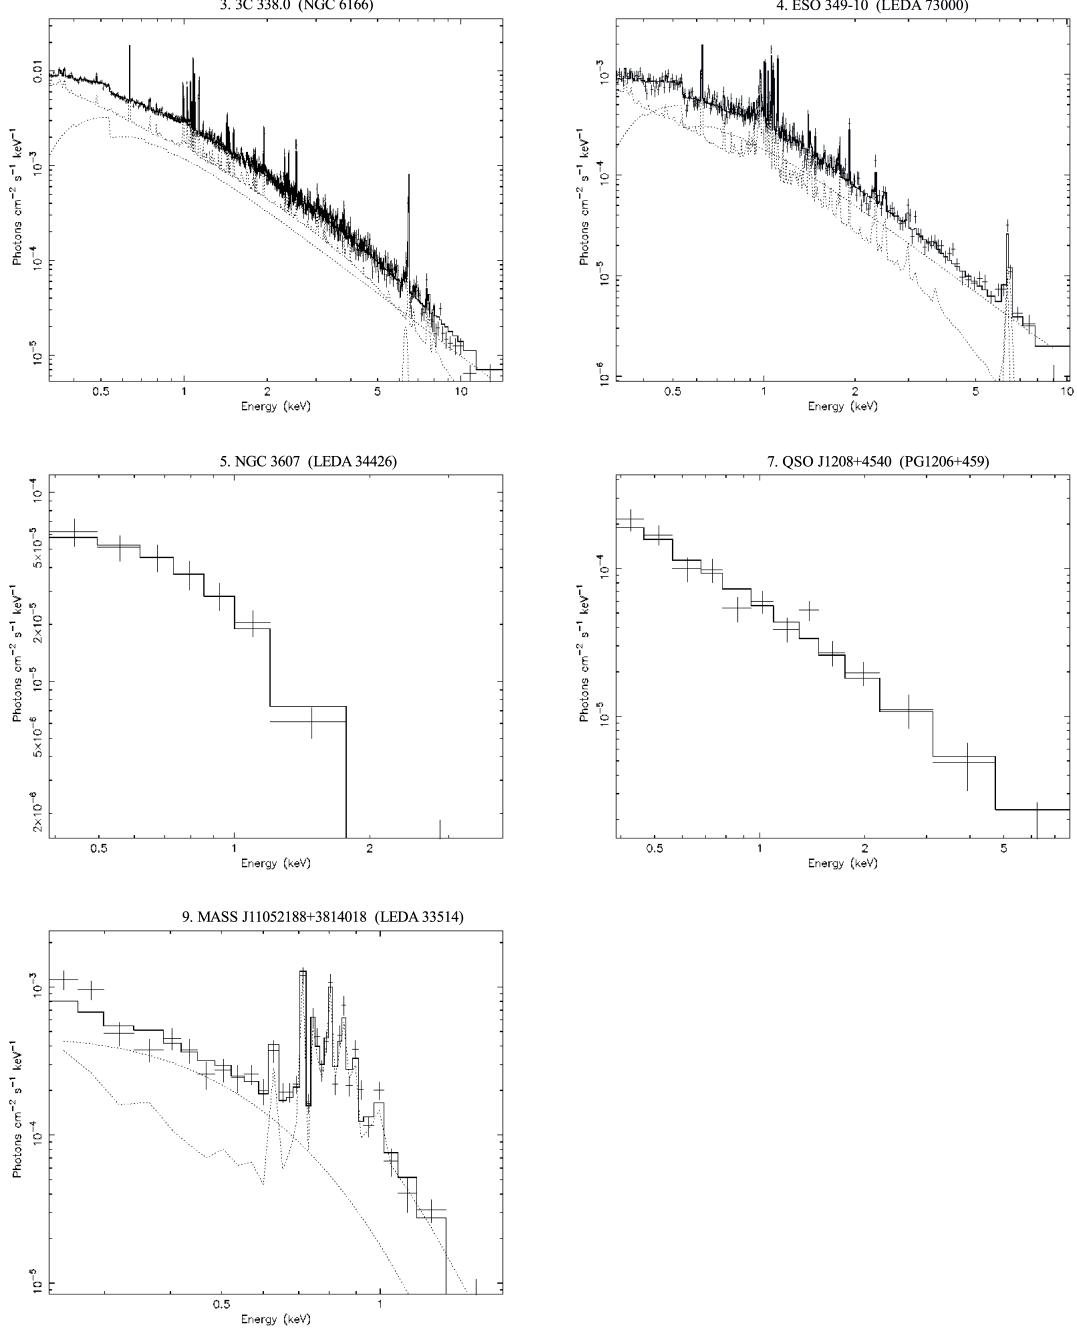 3. 3C 338.0 (NGC 6166)
Photons cm⁻² s⁻¹ keV⁻¹
0.01
10⁻³
10⁻⁴
10⁻⁵
0.5 1 2 5 10
Energy (keV)
4. ESO 349-10 (LEDA 73000)
Photons cm⁻² s⁻¹ keV⁻¹
10⁻³
10⁻⁴
10⁻⁵
10⁻⁶
0.5 1 2 5 10
Energy (keV)
5. NGC 3607 (LEDA 34426)
Photons cm⁻² s⁻¹ keV⁻¹
10⁻⁴
5×10⁻⁵
2×10⁻⁵
10⁻⁵
5×10⁻⁶
2×10⁻⁶
0.5 1 2
Energy (keV)
7. QSO J1208+4540 (PG1206+459)
Photons cm⁻² s⁻¹ keV⁻¹
10⁻⁴
10⁻⁵
0.5 1 2 5
Energy (keV)
9. MASS J11052188+3814018 (LEDA 33514)
Photons cm⁻² s⁻¹ keV⁻¹
10⁻³
10⁻⁴
10⁻⁵
0.5 1
Energy (keV)